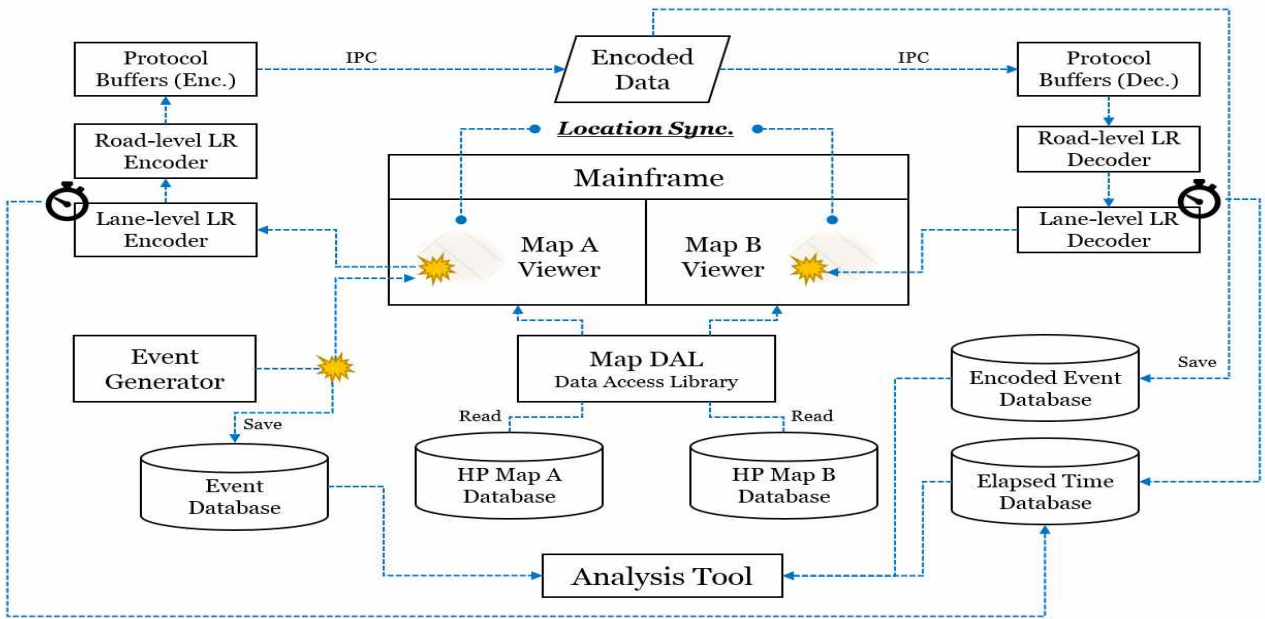 Protocol
Buffers (Enc.)
IPC
Encoded
Data
IPC
Protocol
Buffers (Dec.)
Road-level LR
Encoder
Location Sync.
Road-level LR
Decoder
Mainframe
Lane-level LR
Encoder
Map A
Viewer
Map B
Viewer
Lane-level LR
Decoder
Event
Generator
Map DAL
Data Access Library
Encoded Event
Database
Save
Save
Read
Read
Event
Database
HP Map A
Database
HP Map B
Database
Elapsed Time
Database
Analysis Tool